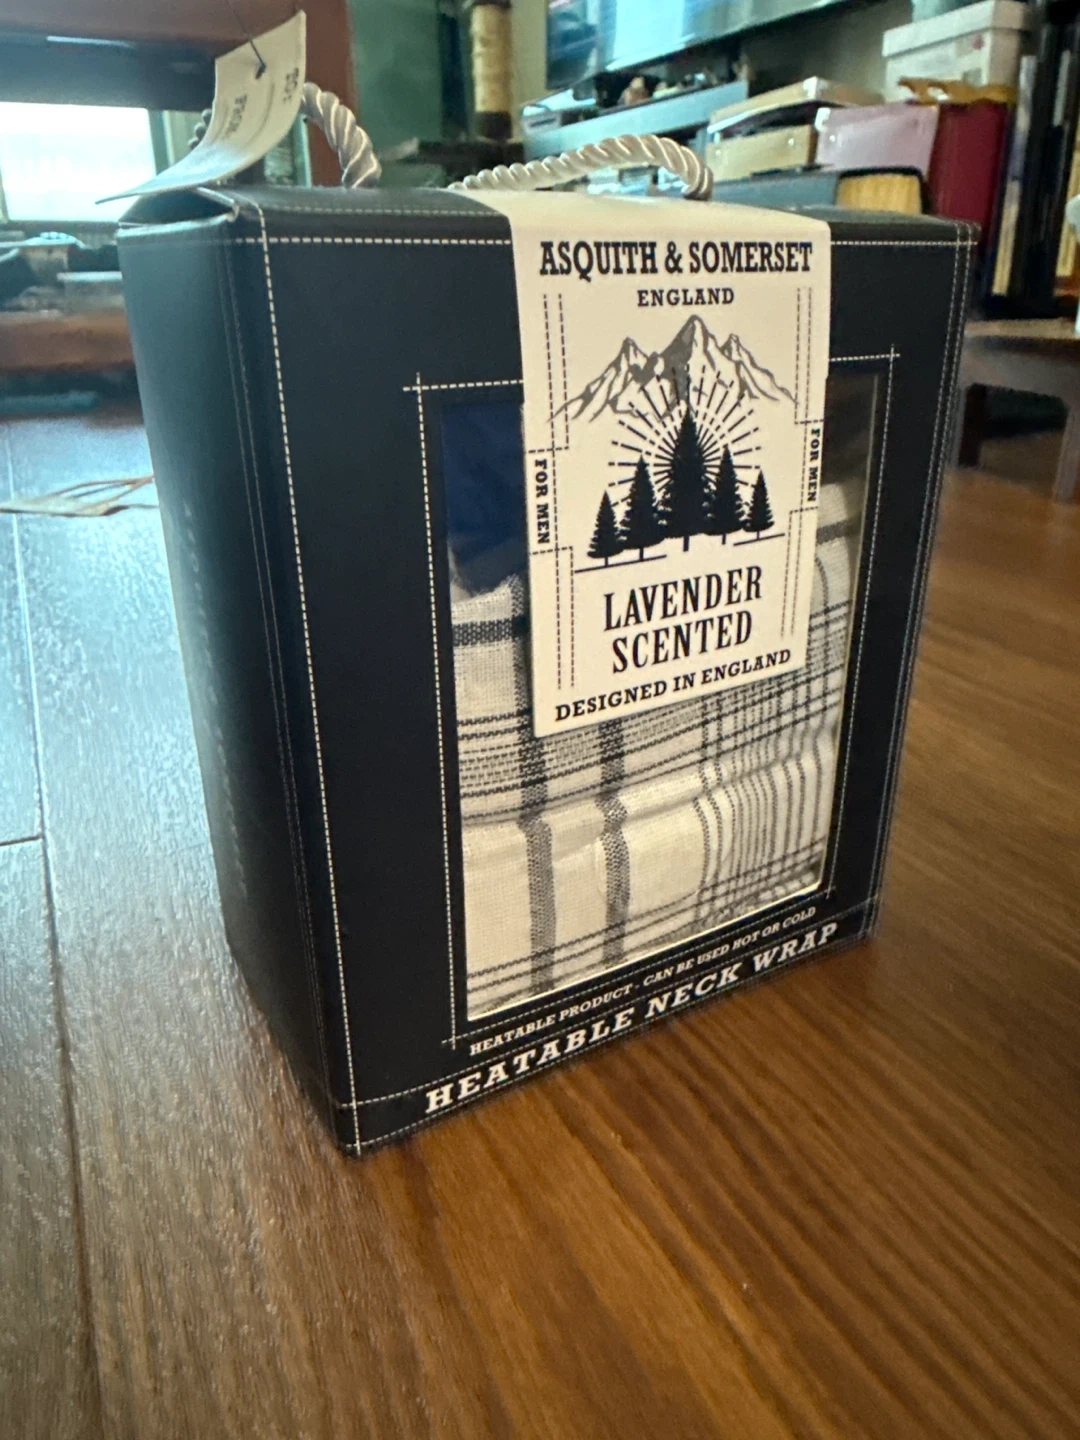 ASQUITH & SOMERSET
ENGLAND
FOR MEN
FOR MEN
LAVENDER
SCENTED
DESIGNED IN ENGLAND
HEATABLE PRODUCT · CAN BE USED HOT OR COLD
HEATABLE NECK WRAP